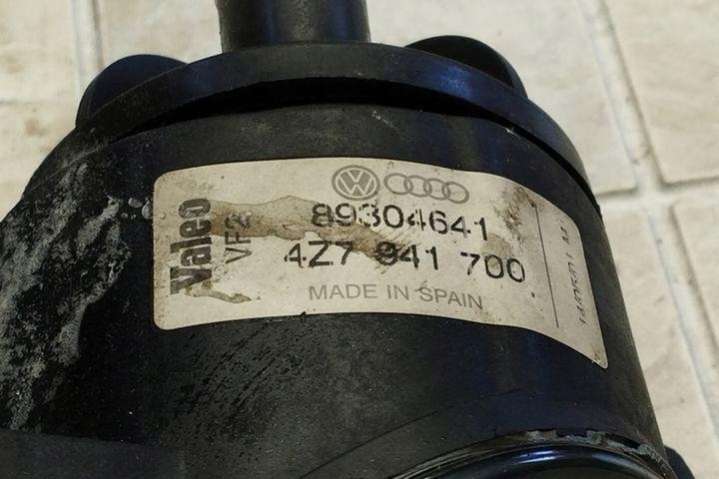 Valeo
VF2
89304641
4Z7 941 700
MADE IN SPAIN